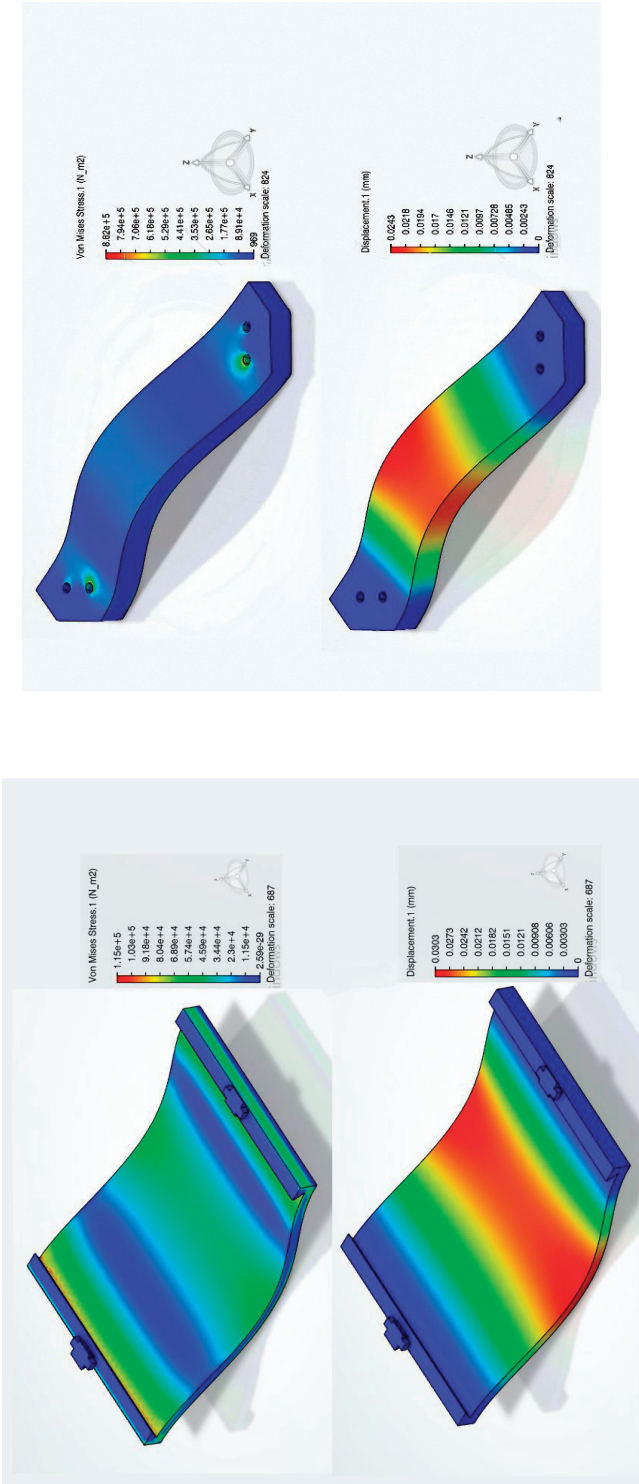 Von Mises Stress.1 (N_m2)
8.82e+5
7.94e+5
7.06e+5
6.18e+5
5.29e+5
4.41e+5
3.53e+5
2.65e+5
1.77e+5
8.91e+4
969
Deformation scale: 824
Z
X
Y
Displacement.1 (mm)
0.0243
0.0218
0.0194
0.017
0.0146
0.0121
0.0097
0.00728
0.00485
0.00243
0
Deformation scale: 824
Z
X
Y
Von Mises Stress.1 (N_m2)
1.15e+5
1.03e+5
9.18e+4
8.04e+4
6.89e+4
5.74e+4
4.59e+4
3.44e+4
2.3e+4
1.15e+4
2.59e-29
Deformation scale: 687
Displacement.1 (mm)
0.0303
0.0273
0.0242
0.0212
0.0182
0.0151
0.0121
0.00908
0.00606
0.00303
0
Deformation scale: 687